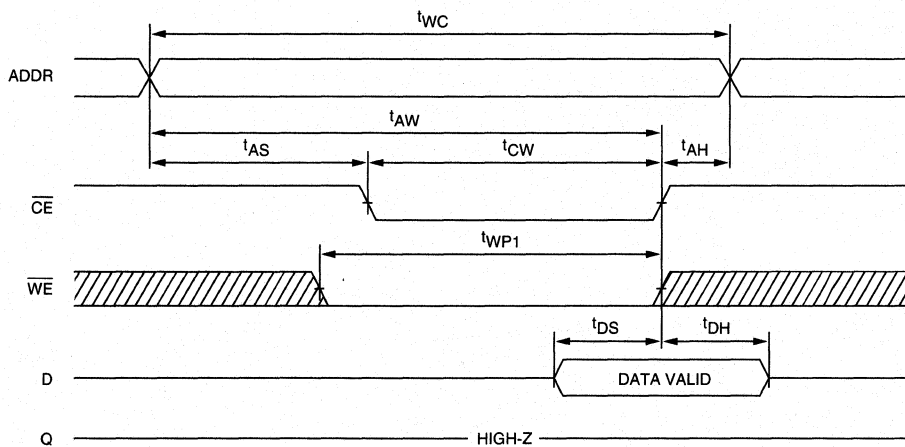 tWC
ADDR
tAW
tAS
tCW
tAH
CE
tWP1
WE
tDS
tDH
D
DATA VALID
Q
HIGH-Z